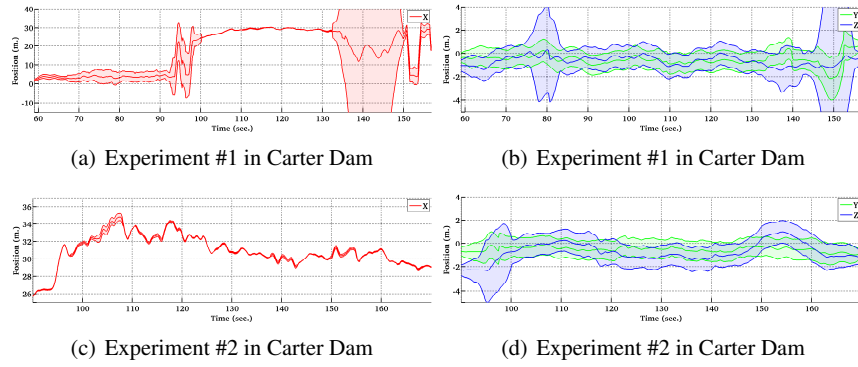 40
30
20
10
0
-10
Position (m.)
X
60 70 80 90 100 110 120 130 140 150
Time (sec.)
(a) Experiment #1 in Carter Dam
4
2
0
-2
-4
Position (m.)
Y
Z
60 70 80 90 100 110 120 130 140 150
Time (sec.)
(b) Experiment #1 in Carter Dam
36
34
32
30
28
26
Position (m.)
X
100 110 120 130 140 150 160
Time (sec.)
(c) Experiment #2 in Carter Dam
4
2
0
-2
-4
Position (m.)
Y
Z
100 110 120 130 140 150 160
Time (sec.)
(d) Experiment #2 in Carter Dam